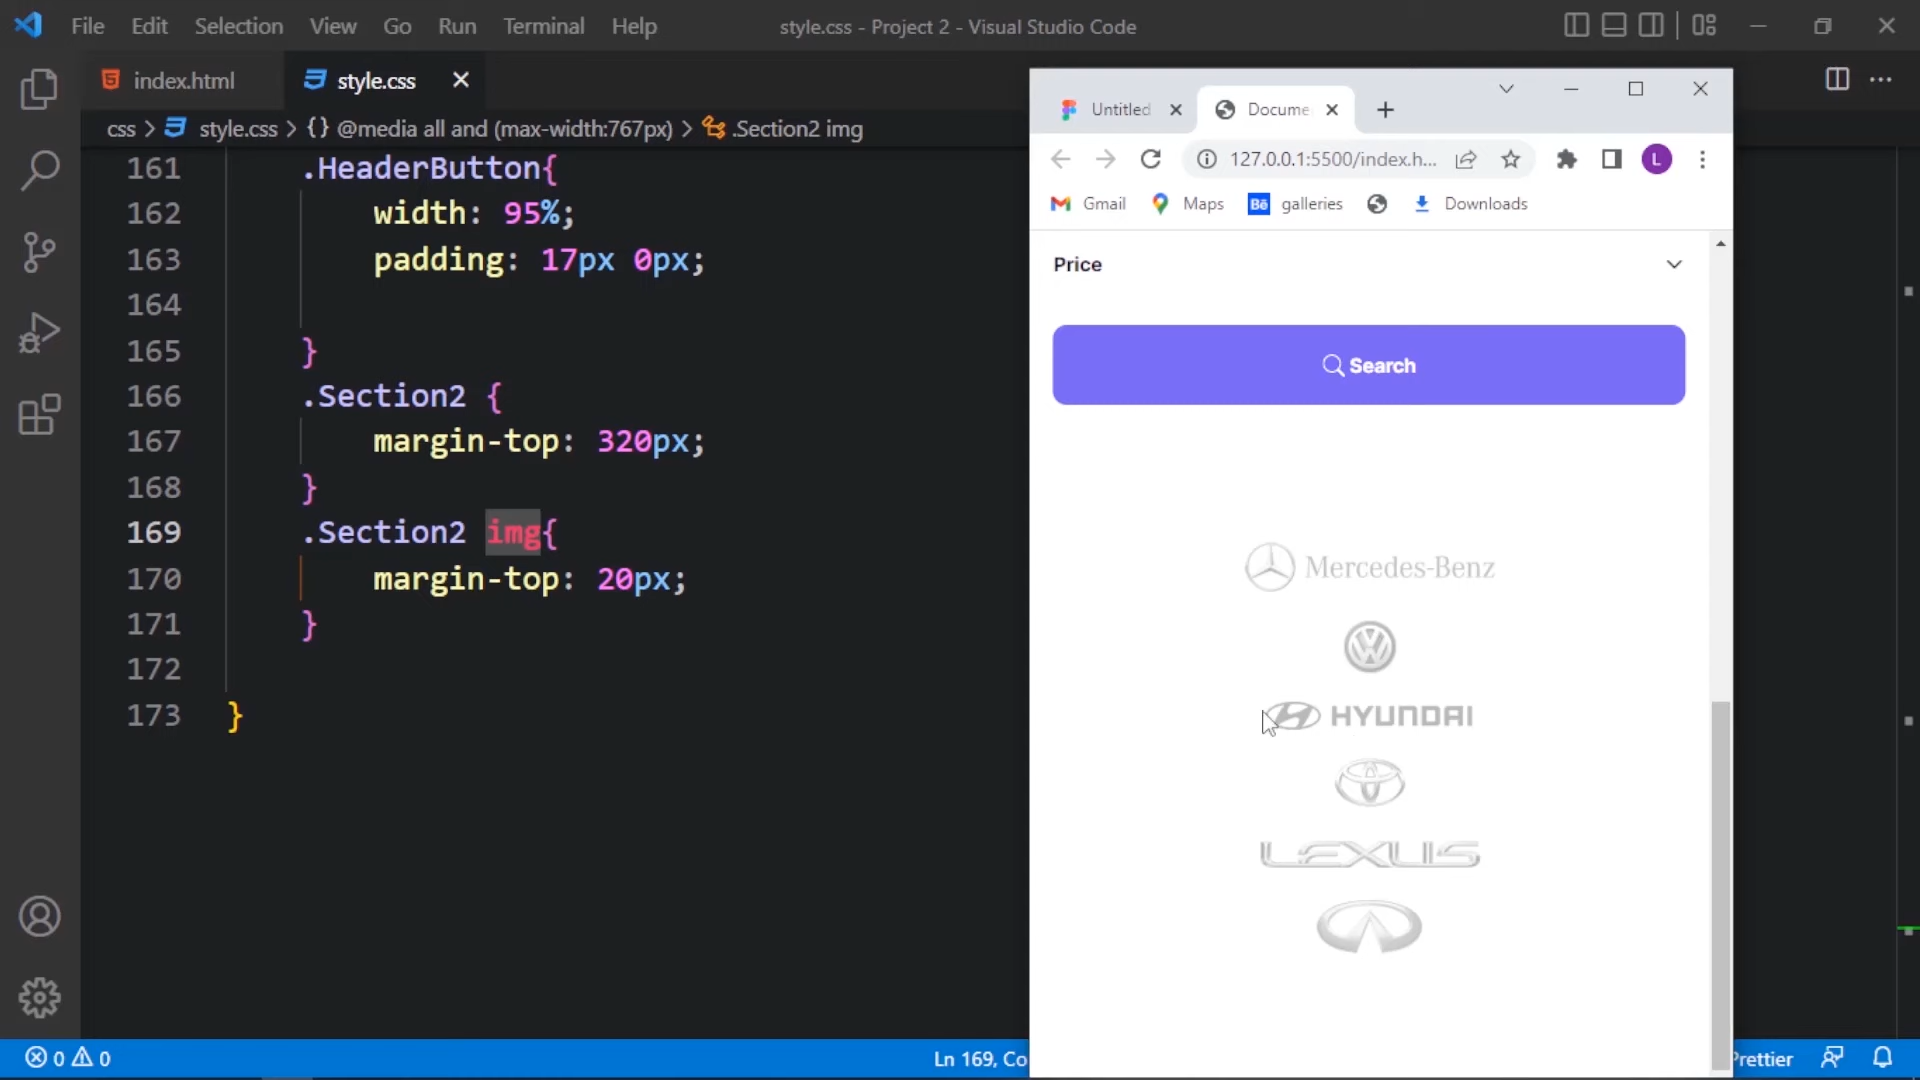 File Edit Selection View Go Run Terminal Help
style.css - Project 2 - Visual Studio Code
index.html
style.css
css > style.css > {} @media all and (max-width:767px) > .Section2 img
161 .HeaderButton{
162 width: 95%;
163 padding: 17px 0px;
164
165 }
166 .Section2 {
167 margin-top: 320px;
168 }
169 .Section2 img{
170 margin-top: 20px;
171 }
172
173 }
Untitled
Docume
127.0.0.1:5500/index.h...
L
Gmail
Maps
Bē galleries
Downloads
Price
Search
Mercedes-Benz
HYUNDAI
LEXUS
0 0
Ln 169, Co
Prettier